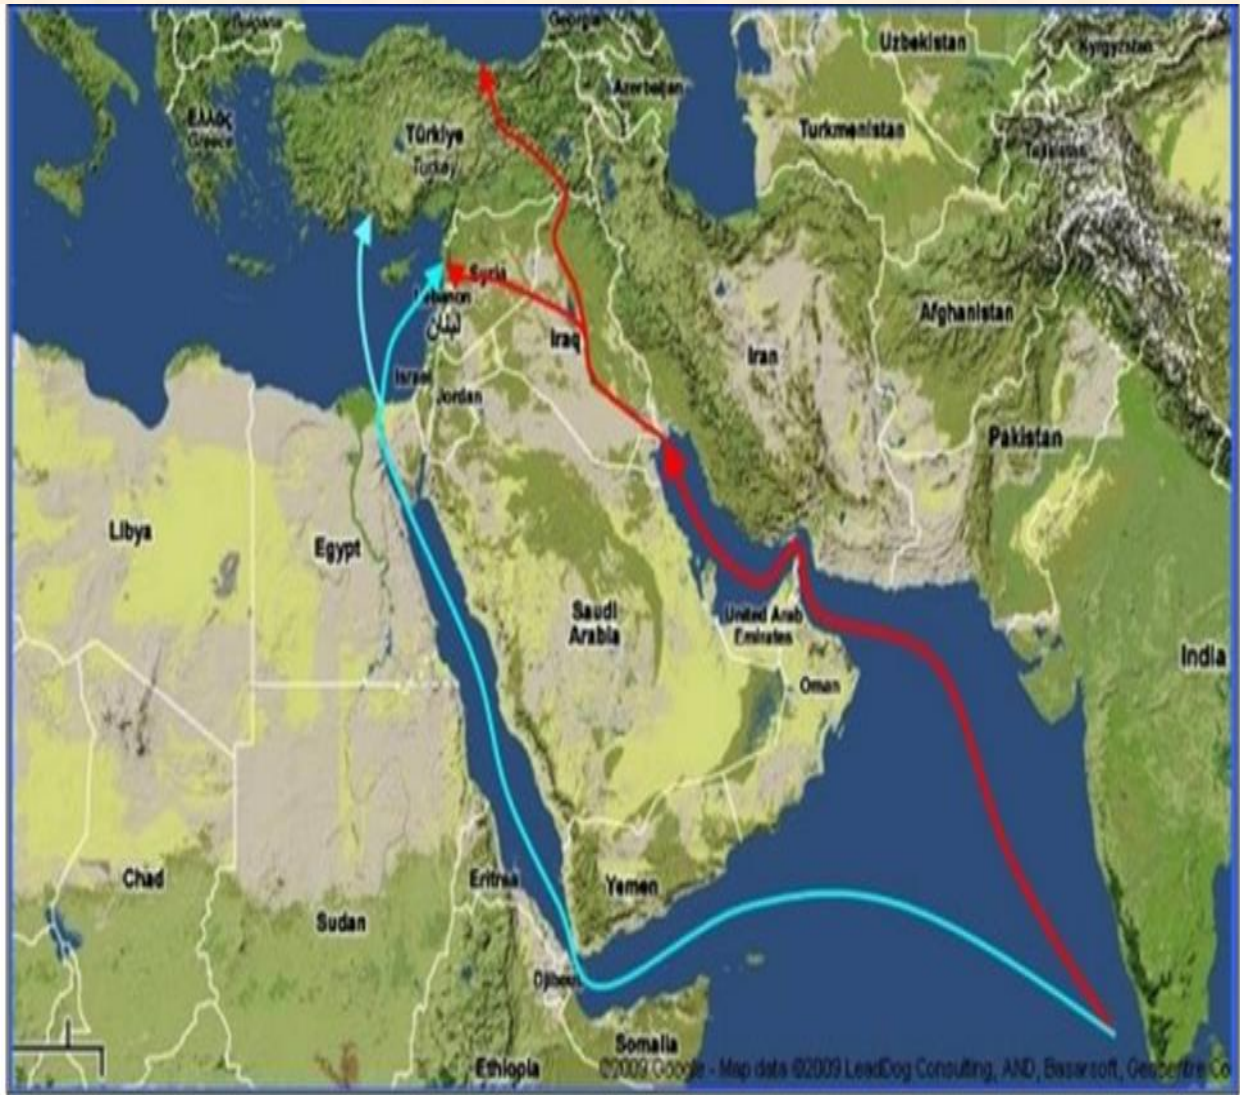 Bulgaria
Georgia
Uzbekistan
Kyrgyzstan
Azerbaijan
Ελλάς
Greece
Türkiye
Turkey
Turkmenistan
Tajikistan
Syria
Lebanon
لبنان
Iraq
Iran
Afghanistan
Israel
Jordan
Pakistan
Libya
Egypt
Saudi
Arabia
United Arab
Emirates
Oman
India
Chad
Sudan
Eritrea
Yemen
Djibouti
Somalia
Ethiopia
©2009 Google - Map data ©2009 LeadDog Consulting, AND, Basarsoft, Geocentre Co